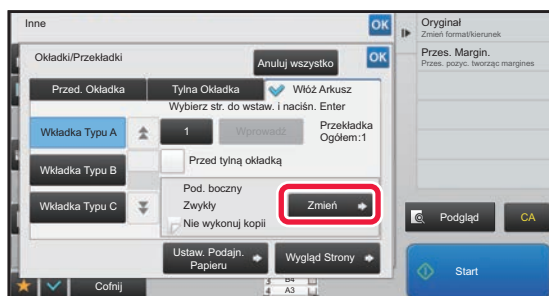 Inne
OK
Okładki/Przekładki
Anuluj wszystko
OK
Przed. Okładka
Tylna Okładka
Włóż Arkusz
Wybierz str. do wstaw. i naciśn. Enter
Wkładka Typu A
1
Wprowadź
Przekładka
Ogółem:1
Wkładka Typu B
Przed tylną okładką
Wkładka Typu C
Pod. boczny
Zwykły
Nie wykonuj kopii
Zmień
Ustaw. Podajn.
Papieru
Wygląd Strony
Cofnij
B4
4 A3
Oryginał
Zmień format/kierunek
Przes. Margin.
Przes. pozyc. tworząc margines
Podgląd
CA
Start